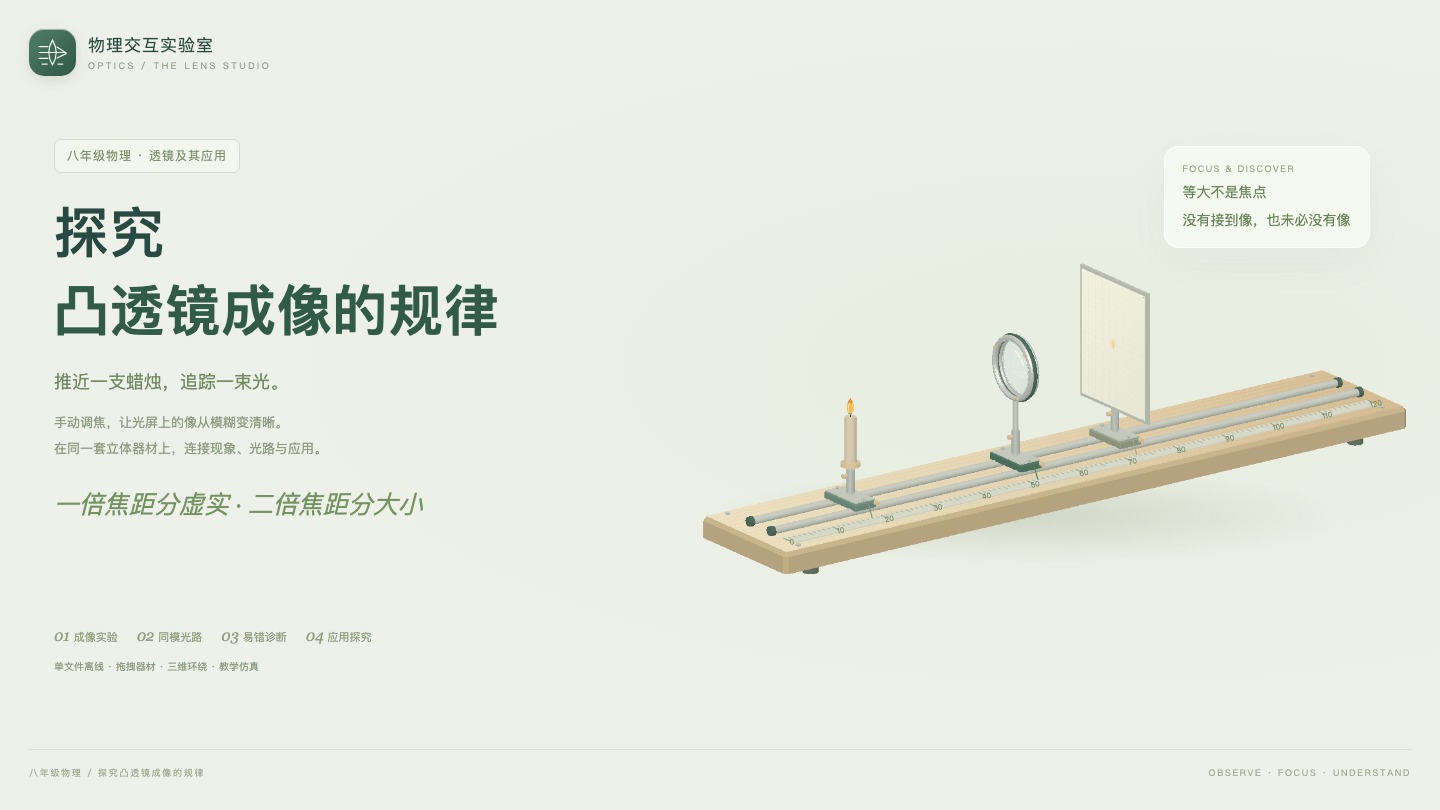 物理交互实验室
OPTICS / THE LENS STUDIO
八年级物理 · 透镜及其应用
探究
凸透镜成像的规律
推近一支蜡烛，追踪一束光。
手动调焦，让光屏上的像从模糊变清晰。
在同一套立体器材上，连接现象、光路与应用。
一倍焦距分虚实 · 二倍焦距分大小
01 成像实验 02 同模光路 03 易错诊断 04 应用探究
单文件离线 · 拖拽器材 · 三维环绕 · 教学仿真
FOCUS & DISCOVER
等大不是焦点
没有接到像，也未必没有像
0 10 20 30 40 50 60 70 80 90 100 110 120
八年级物理 / 探究凸透镜成像的规律
OBSERVE · FOCUS · UNDERSTAND